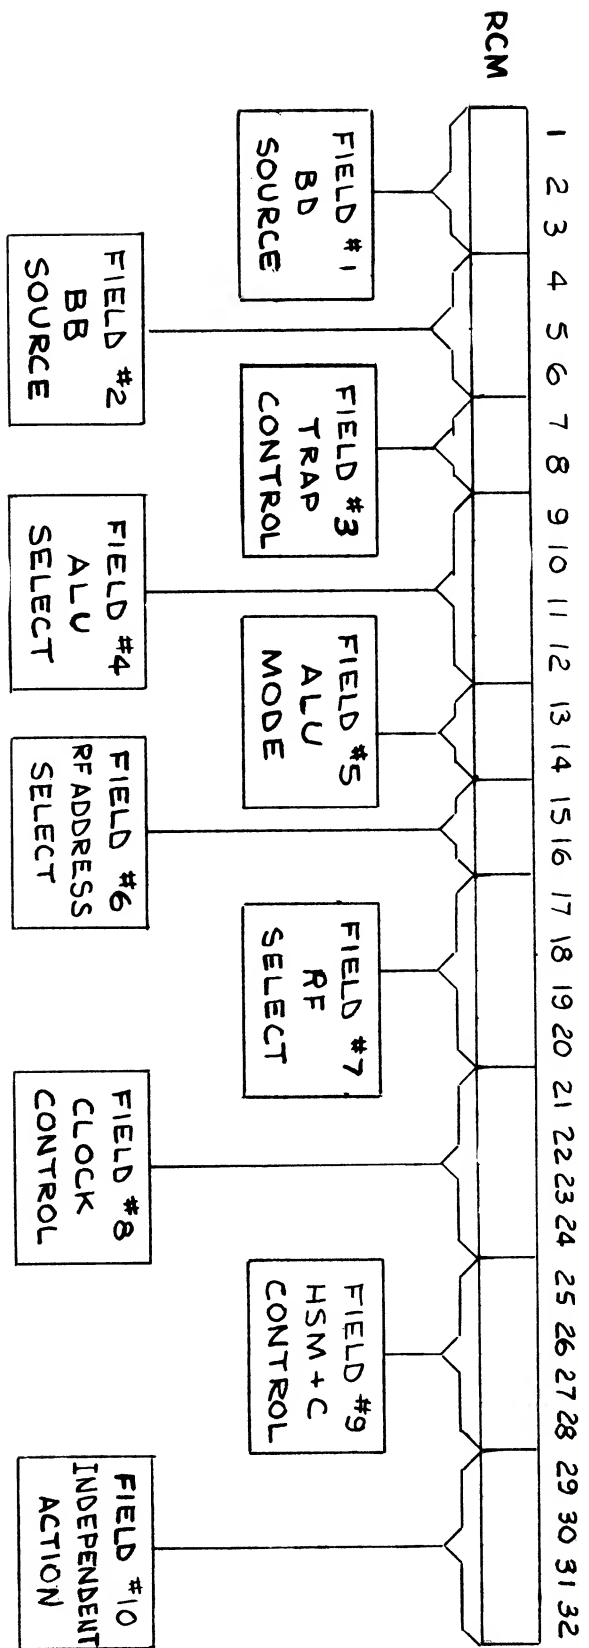 RCM
1 2 3 4 5 6 7 8 9 10 11 12 13 14 15 16 17 18 19 20 21 22 23 24 25 26 27 28 29 30 31 32
FIELD #1
BD
SOURCE
FIELD #2
BB
SOURCE
FIELD #3
TRAP
CONTROL
FIELD #4
ALU
SELECT
FIELD #5
ALU
MODE
FIELD #6
RF ADDRESS
SELECT
FIELD #7
RF
SELECT
FIELD #8
CLOCK
CONTROL
FIELD #9
HSM + C
CONTROL
FIELD #10
INDEPENDENT
ACTION